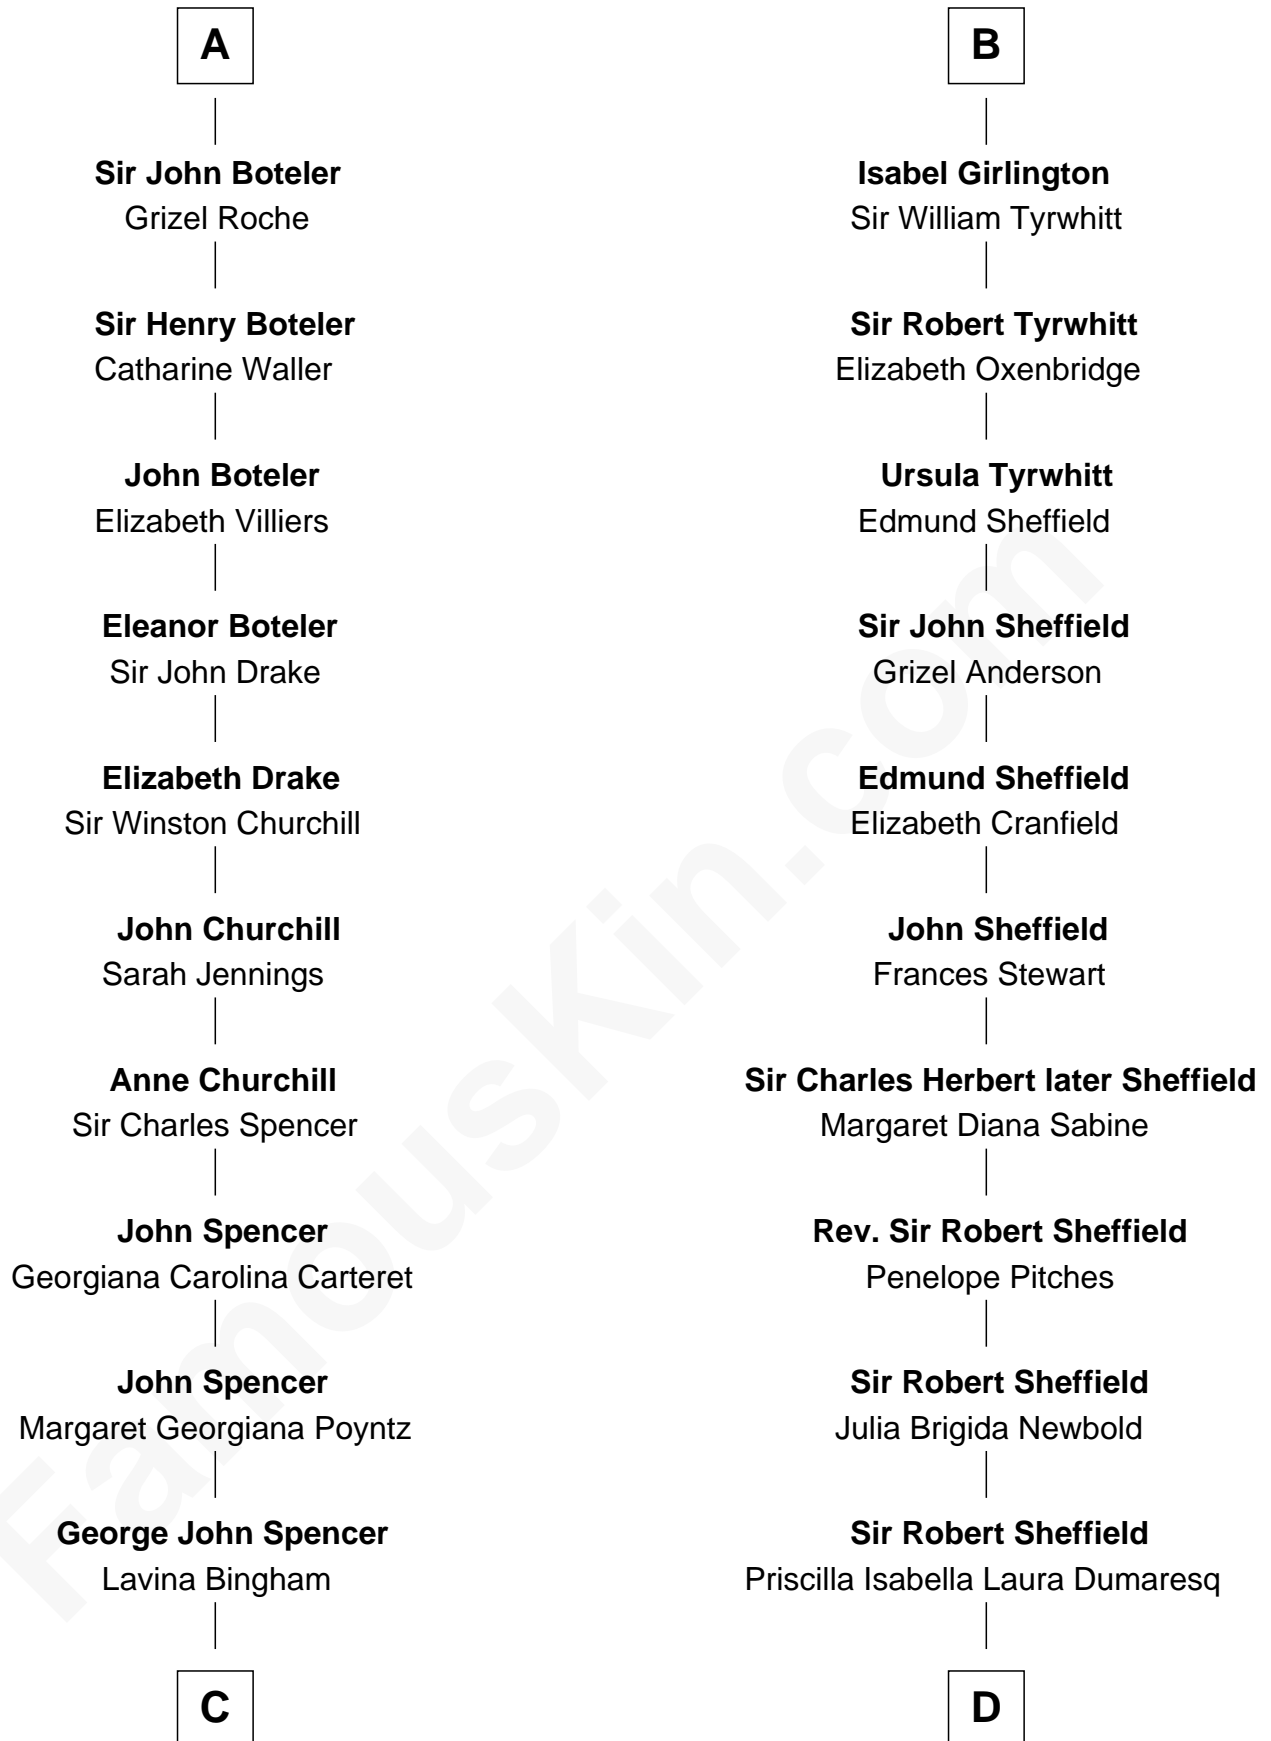 A
Sir John Boteler
Grizel Roche
Sir Henry Boteler
Catharine Waller
John Boteler
Elizabeth Villiers
Eleanor Boteler
Sir John Drake
Elizabeth Drake
Sir Winston Churchill
John Churchill
Sarah Jennings
Anne Churchill
Sir Charles Spencer
John Spencer
Georgiana Carolina Carteret
John Spencer
Margaret Georgiana Poyntz
George John Spencer
Lavina Bingham
C
B
Isabel Girlington
Sir William Tyrwhitt
Sir Robert Tyrwhitt
Elizabeth Oxenbridge
Ursula Tyrwhitt
Edmund Sheffield
Sir John Sheffield
Grizel Anderson
Edmund Sheffield
Elizabeth Cranfield
John Sheffield
Frances Stewart
Sir Charles Herbert later Sheffield
Margaret Diana Sabine
Rev. Sir Robert Sheffield
Penelope Pitches
Sir Robert Sheffield
Julia Brigida Newbold
Sir Robert Sheffield
Priscilla Isabella Laura Dumaresq
D
FamousKin.com